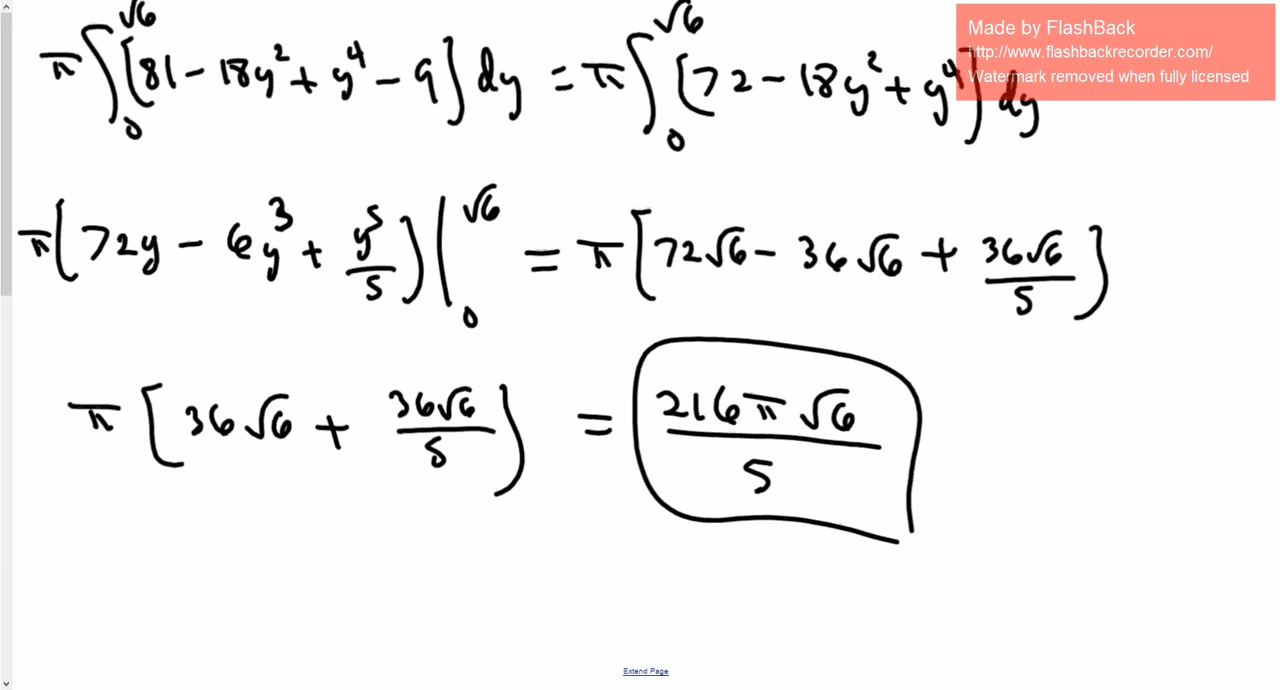 Made by FlashBack
http://www.flashbackrecorder.com/
Watermark removed when fully licensed
π∫₀^√6 [81 - 18y² + y⁴ - 9] dy = π∫₀^√6 [72 - 18y² + y⁴] dy
π[72y - 6y³ + y⁵/5]|₀^√6 = π[72√6 - 36√6 + 36√6/5]
π[36√6 + 36√6/5] = 216π√6/5
Extend Page